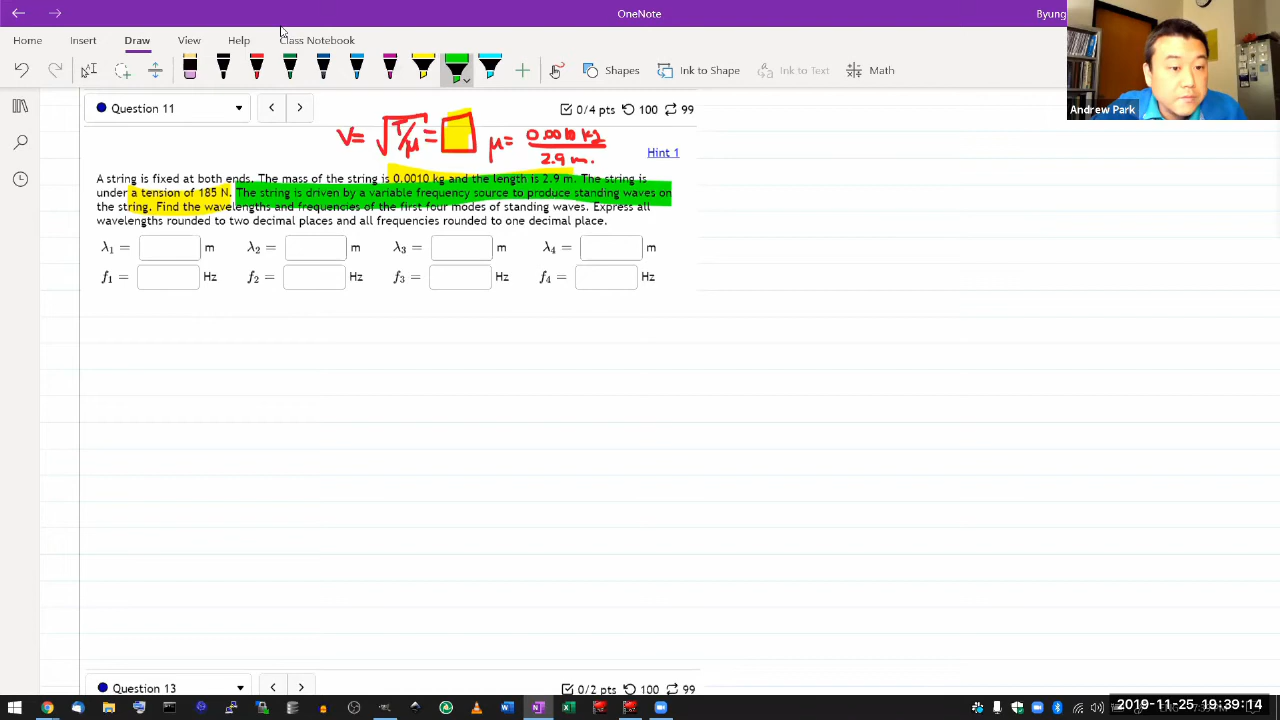 OneNote
Byung
Home Insert Draw View Help Class Notebook
Shapes Ink to Shape Ink to Text Math
Andrew Park
Question 11 0/4 pts 100 99
V= √T/μ = μ= 0.0010 kg / 2.9 m.
Hint 1
A string is fixed at both ends. The mass of the string is 0.0010 kg and the length is 2.9 m. The string is
under a tension of 185 N. The string is driven by a variable frequency source to produce standing waves on
the string. Find the wavelengths and frequencies of the first four modes of standing waves. Express all
wavelengths rounded to two decimal places and all frequencies rounded to one decimal place.
λ₁ = m λ₂ = m λ₃ = m λ₄ = m
f₁ = Hz f₂ = Hz f₃ = Hz f₄ = Hz
Question 13 0/2 pts 100 99
2019-11-25 19:39:14